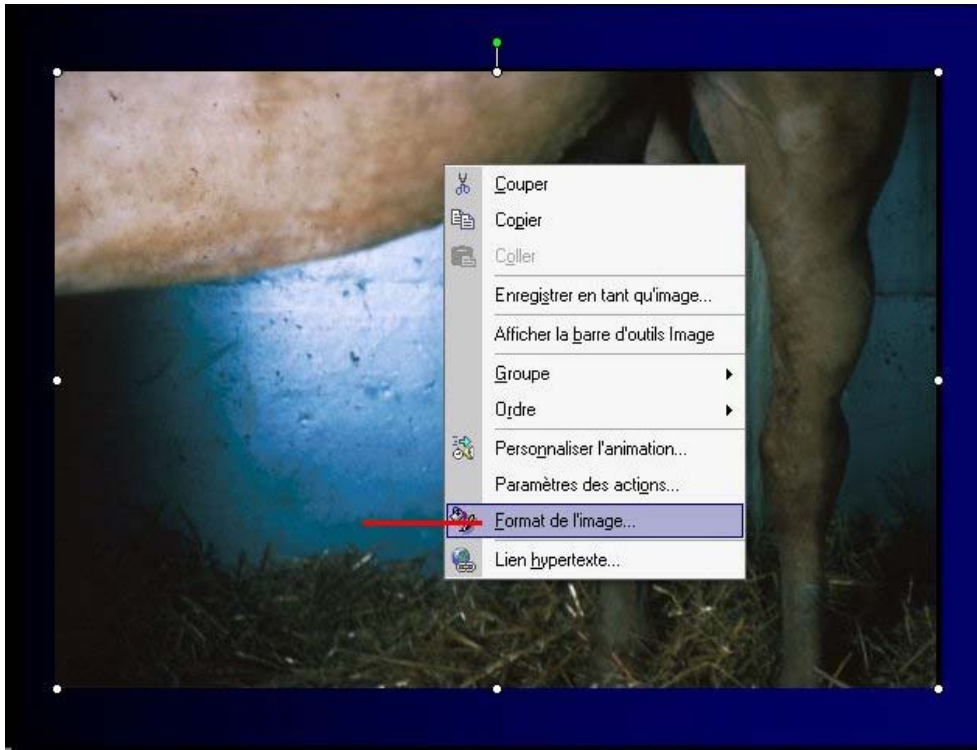 Couper
Copier
Coller
Enregistrer en tant qu'image...
Afficher la barre d'outils Image
Groupe
Ordre
Personnaliser l'animation...
Paramètres des actions...
Format de l'image...
Lien hypertexte...